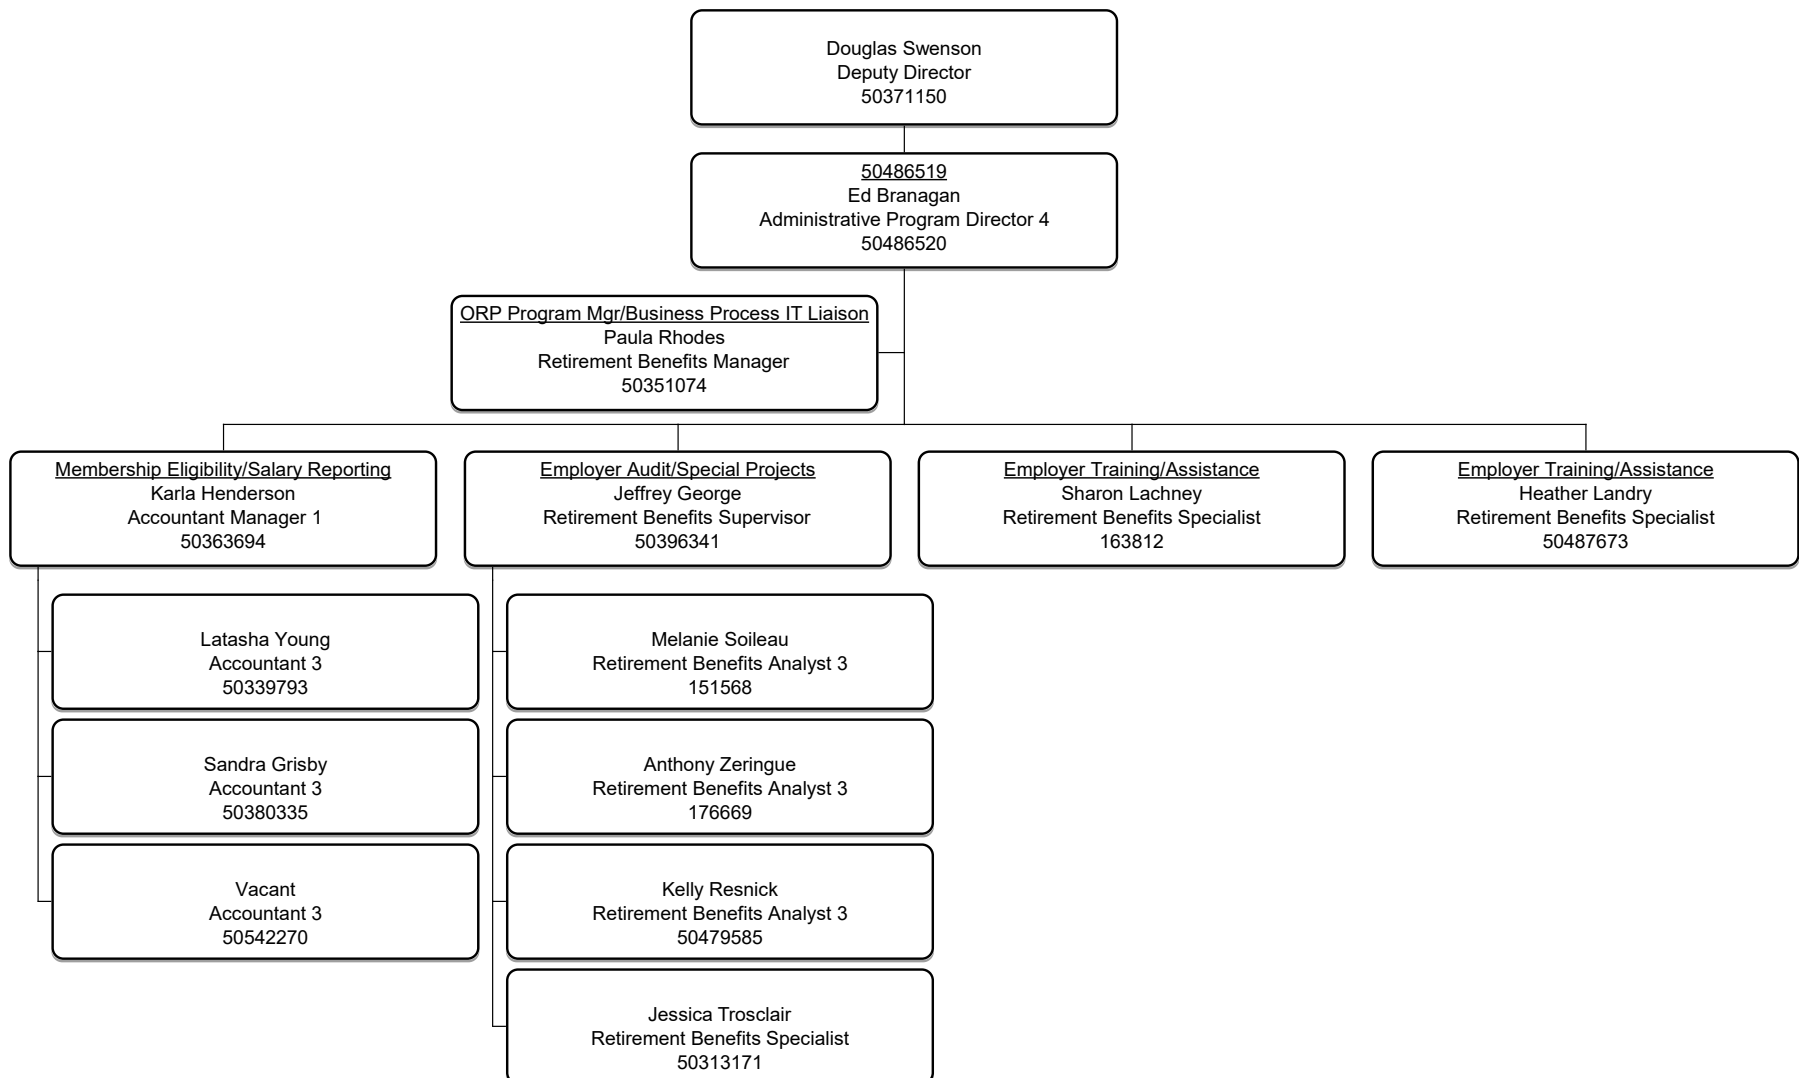 Douglas Swenson
Deputy Director
50371150
50486519
Ed Branagan
Administrative Program Director 4
50486520
ORP Program Mgr/Business Process IT Liaison
Paula Rhodes
Retirement Benefits Manager
50351074
Membership Eligibility/Salary Reporting
Karla Henderson
Accountant Manager 1
50363694
Employer Audit/Special Projects
Jeffrey George
Retirement Benefits Supervisor
50396341
Employer Training/Assistance
Sharon Lachney
Retirement Benefits Specialist
163812
Employer Training/Assistance
Heather Landry
Retirement Benefits Specialist
50487673
Latasha Young
Accountant 3
50339793
Sandra Grisby
Accountant 3
50380335
Vacant
Accountant 3
50542270
Melanie Soileau
Retirement Benefits Analyst 3
151568
Anthony Zeringue
Retirement Benefits Analyst 3
176669
Kelly Resnick
Retirement Benefits Analyst 3
50479585
Jessica Trosclair
Retirement Benefits Specialist
50313171